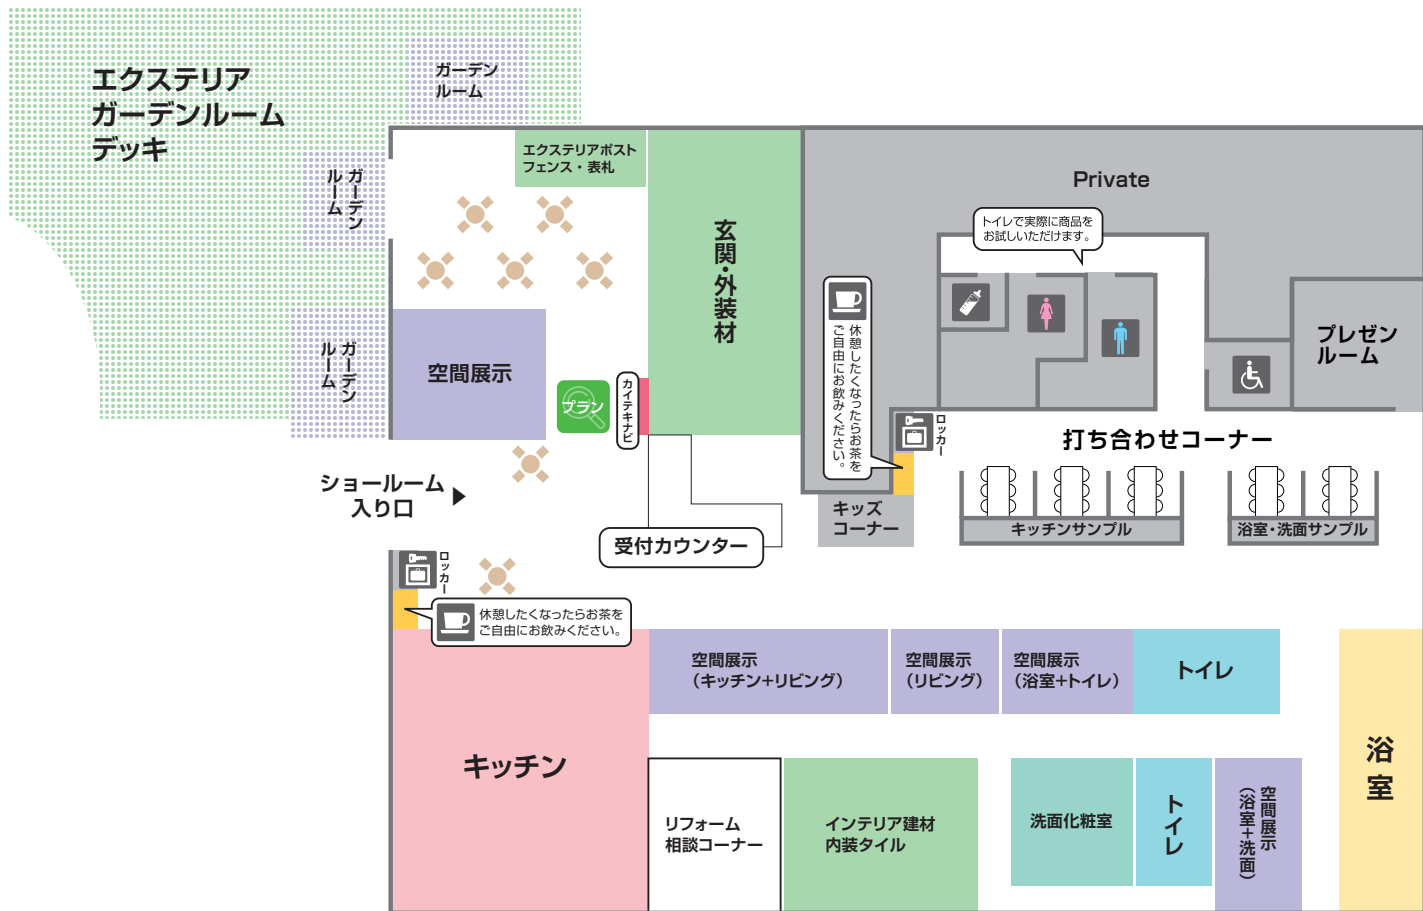 エクステリア
ガーデンルーム
デッキ
ガーデン
ルーム
ガーデン
ルーム
ガーデン
ルーム
エクステリアポスト
フェンス・表札
玄関・外装材
Private
トイレで実際に商品を
お試しいただけます。
休憩したくなったらお茶を
ご自由にお飲みください。
プレゼン
ルーム
空間展示
プラン
カイテキナビ
ロッカー
打ち合わせコーナー
ショールーム
入り口
キッズ
コーナー
キッチンサンプル
浴室・洗面サンプル
受付カウンター
ロッカー
休憩したくなったらお茶を
ご自由にお飲みください。
空間展示
（キッチン+リビング）
空間展示
（リビング）
空間展示
（浴室+トイレ）
トイレ
キッチン
浴室
リフォーム
相談コーナー
インテリア建材
内装タイル
洗面化粧室
トイレ
空間展示
（浴室+洗面）